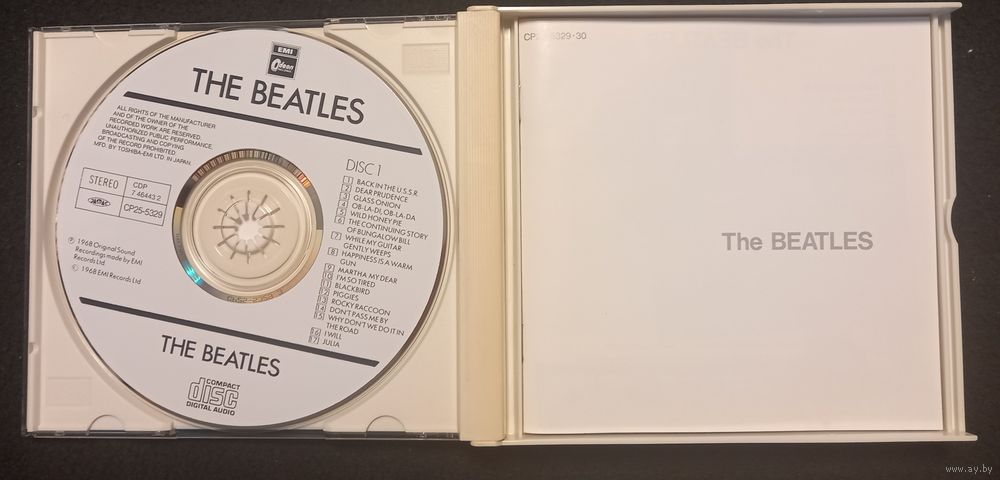 EMI
Odeon
THE BEATLES
ALL RIGHTS OF THE MANUFACTURER
AND OF THE OWNER OF THE
RECORDED WORK ARE RESERVED.
UNAUTHORIZED PUBLIC PERFORMANCE,
BROADCASTING AND COPYING
OF THE RECORD PROHIBITED.
MFD. BY TOSHIBA-EMI LTD. IN JAPAN.
STEREO
CDP
7 46443 2
CP25-5329
℗ 1968 Original Sound
Recordings made by EMI
Records Ltd
© 1968 EMI Records Ltd
DISC 1
1 BACK IN THE U.S.S.R.
2 DEAR PRUDENCE
3 GLASS ONION
4 OB-LA-DI, OB-LA-DA
5 WILD HONEY PIE
6 THE CONTINUING STORY
OF BUNGALOW BILL
7 WHILE MY GUITAR
GENTLY WEEPS
8 HAPPINESS IS A WARM
GUN
9 MARTHA MY DEAR
10 I'M SO TIRED
11 BLACKBIRD
12 PIGGIES
13 ROCKY RACCOON
14 DON'T PASS ME BY
15 WHY DON'T WE DO IT IN
THE ROAD
16 I WILL
17 JULIA
THE BEATLES
COMPACT
disc
DIGITAL AUDIO
The BEATLES
www.ay.by